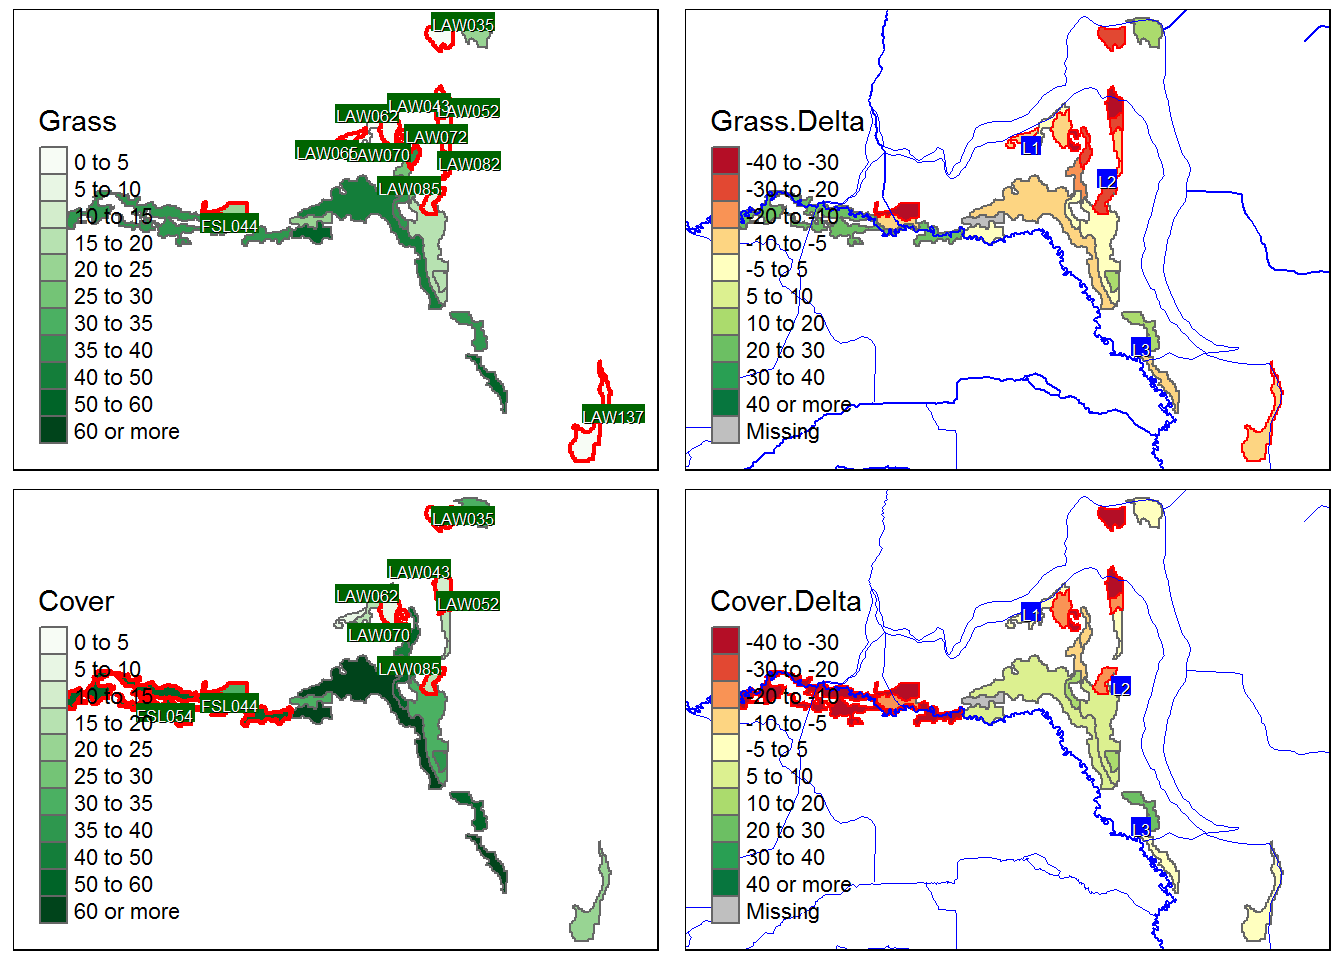 LAW035
LAW043
LAW052
LAW062
LAW072
LAW065
LAW070
LAW082
LAW085
FSL044
LAW137
Grass
0 to 5
5 to 10
10 to 15
15 to 20
20 to 25
25 to 30
30 to 35
35 to 40
40 to 50
50 to 60
60 or more
L1
L2
L3
Grass.Delta
-40 to -30
-30 to -20
-20 to -10
-10 to -5
-5 to 5
5 to 10
10 to 20
20 to 30
30 to 40
40 or more
Missing
LAW035
LAW043
LAW062
LAW052
LAW070
LAW085
FSL044
FSL054
Cover
0 to 5
5 to 10
10 to 15
15 to 20
20 to 25
25 to 30
30 to 35
35 to 40
40 to 50
50 to 60
60 or more
L1
L2
L3
Cover.Delta
-40 to -30
-30 to -20
-20 to -10
-10 to -5
-5 to 5
5 to 10
10 to 20
20 to 30
30 to 40
40 or more
Missing